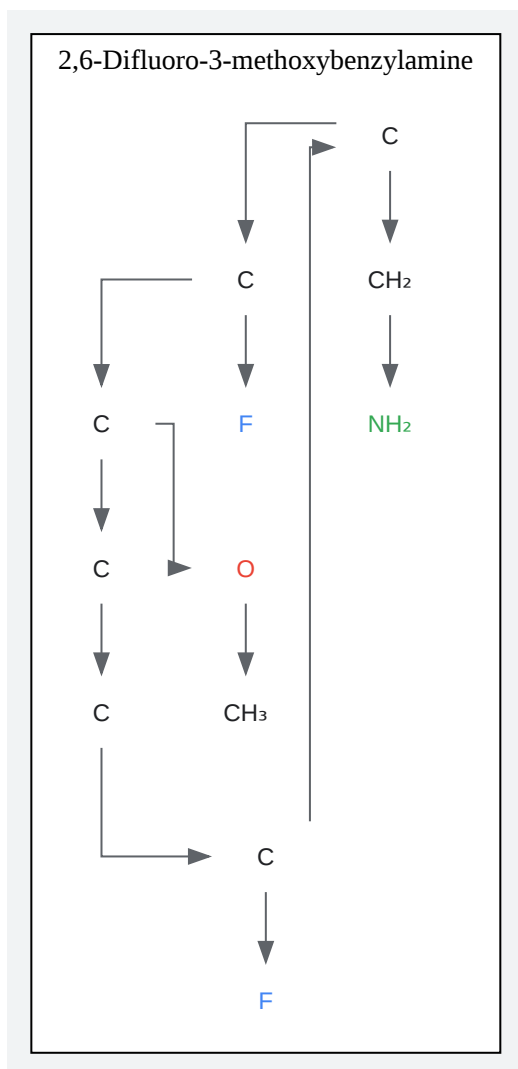 2,6-Difluoro-3-methoxybenzylamine
C
C CH₂
C F NH₂
C O
C CH₃
C
F